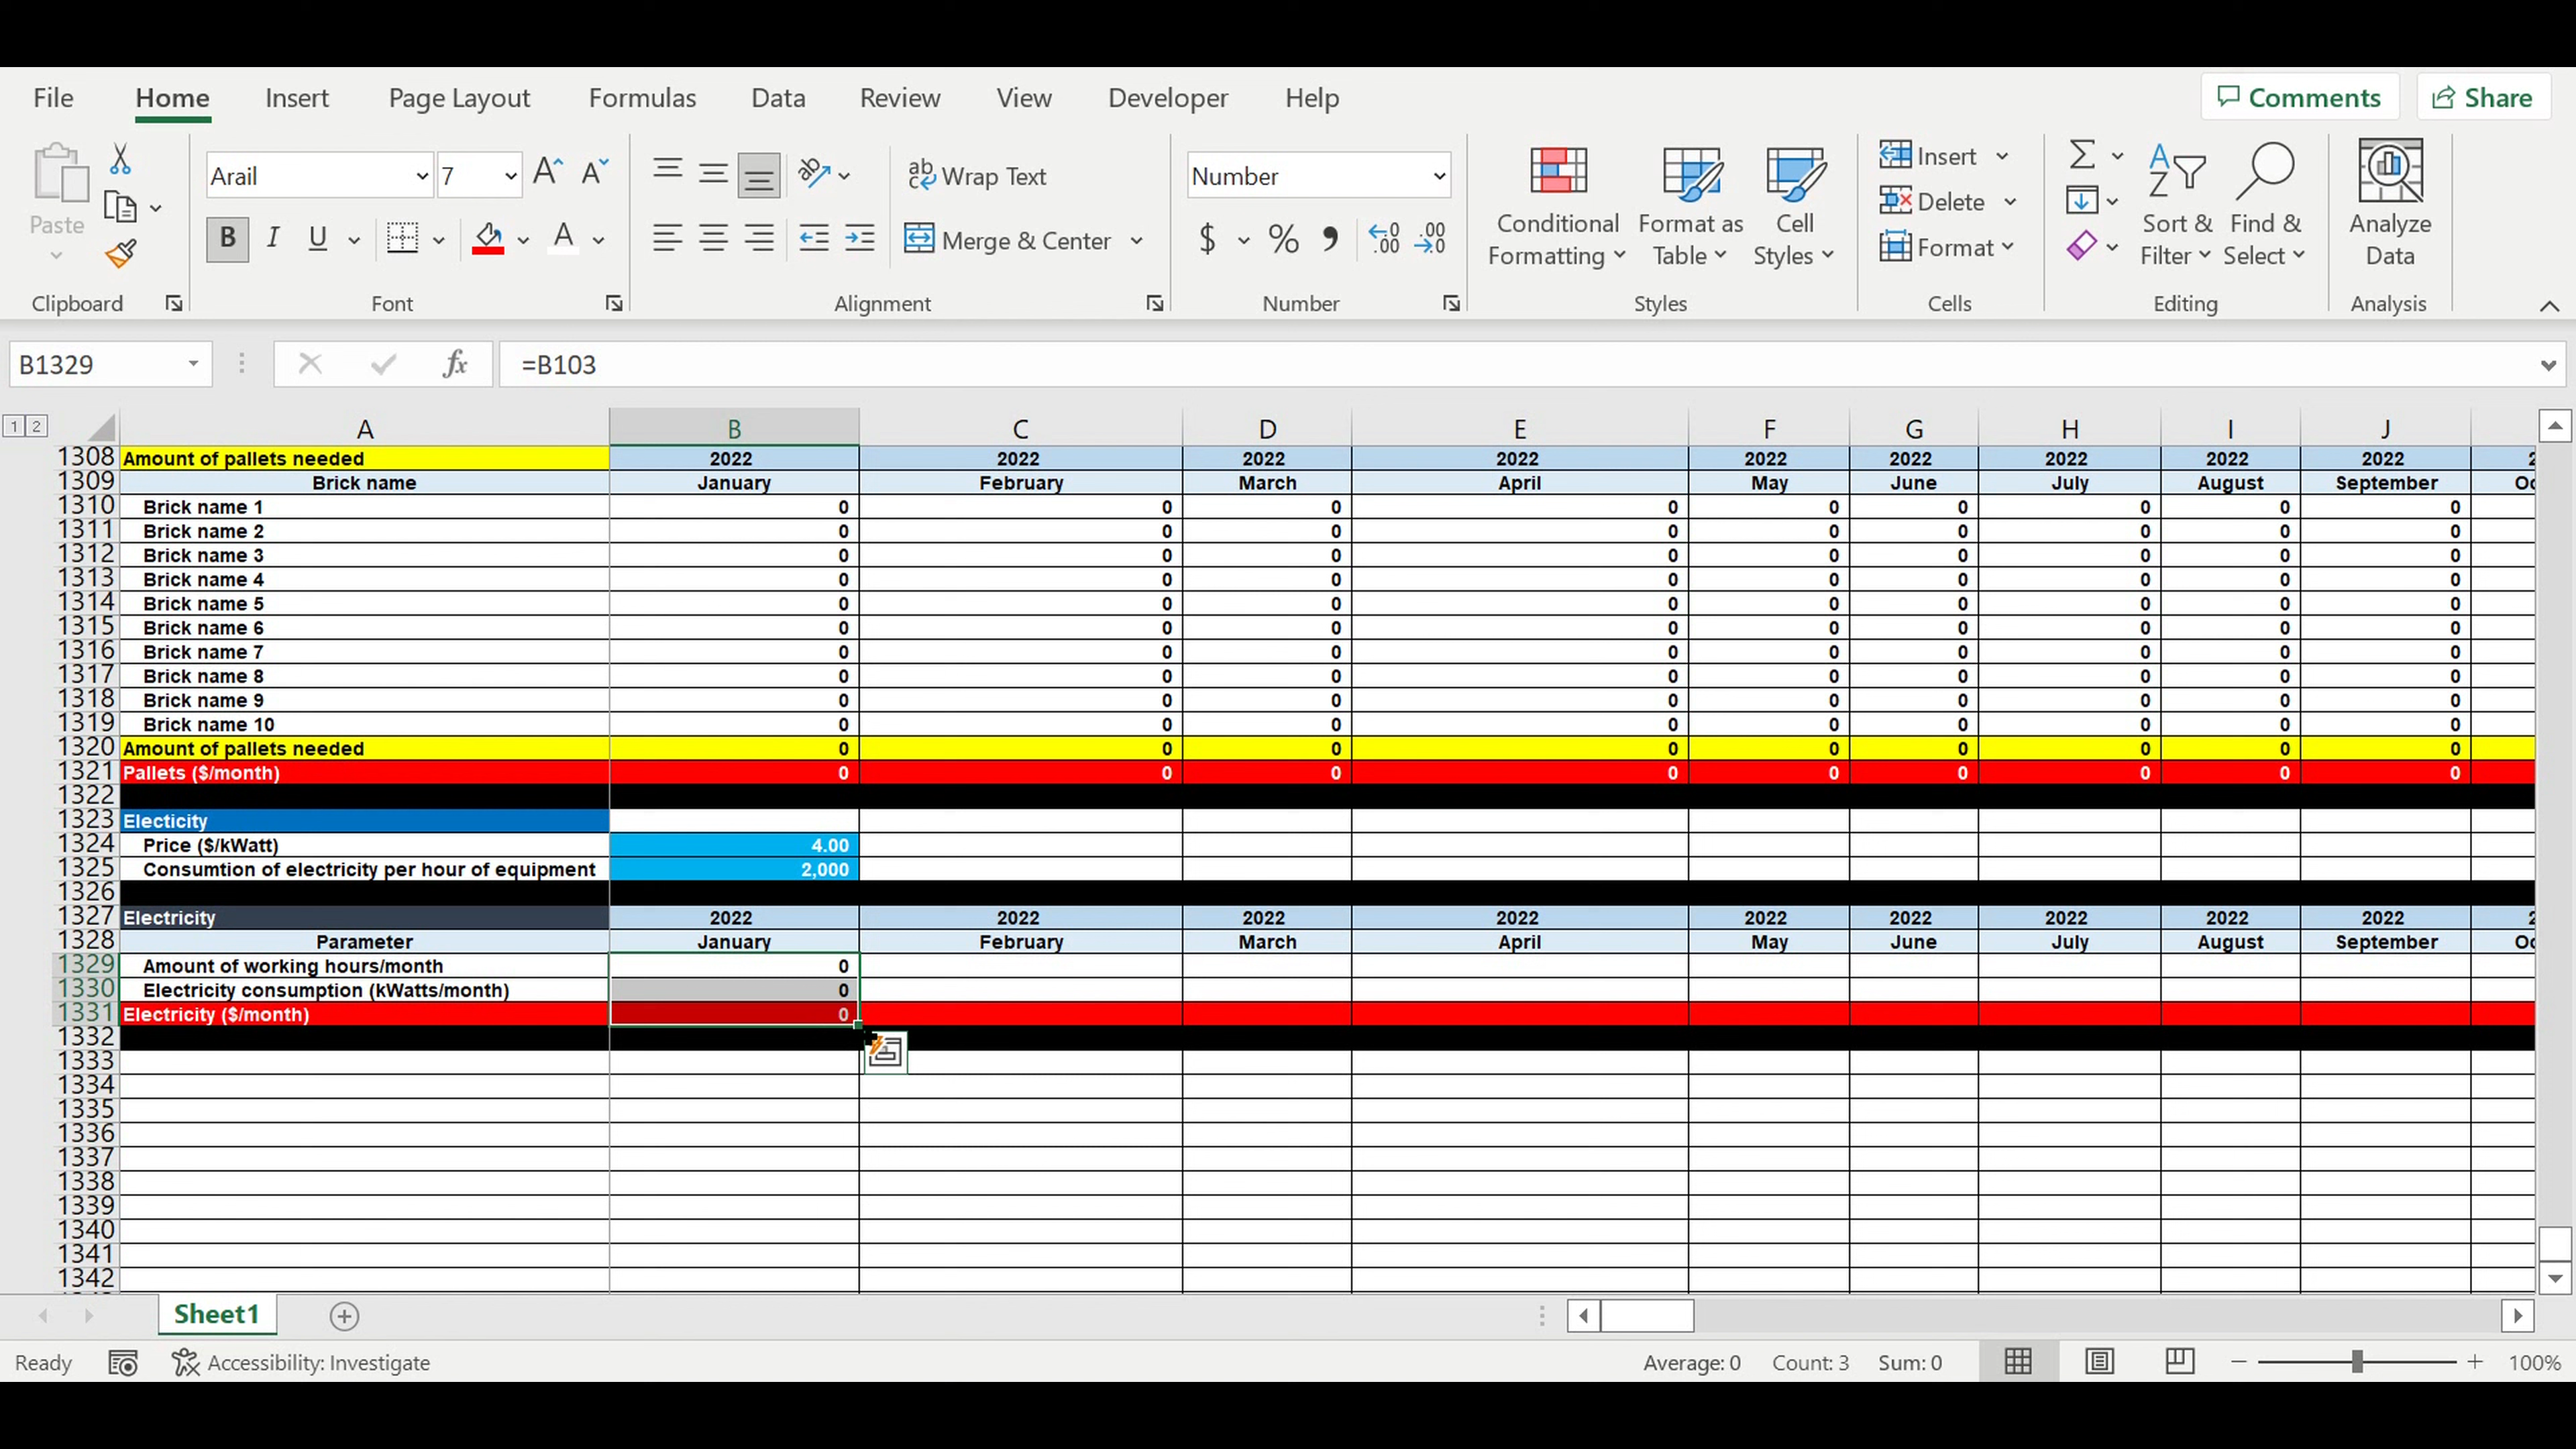 File Home Insert Page Layout Formulas Data Review View Developer Help Comments Share
Paste Arail 7 Wrap Text Number Conditional Formatting Format as Table Cell Styles Insert Delete Format Sort & Filter Find & Select Analyze Data
B I U Merge & Center $ % 
Clipboard Font Alignment Number Styles Cells Editing Analysis
B1329 fx =B103
1 2 A B C D E F G H I J
1308 Amount of pallets needed 2022 2022 2022 2022 2022 2022 2022 2022 2022 2
1309 Brick name January February March April May June July August September Oc
1310 Brick name 1 0 0 0 0 0 0 0 0 0
1311 Brick name 2 0 0 0 0 0 0 0 0 0
1312 Brick name 3 0 0 0 0 0 0 0 0 0
1313 Brick name 4 0 0 0 0 0 0 0 0 0
1314 Brick name 5 0 0 0 0 0 0 0 0 0
1315 Brick name 6 0 0 0 0 0 0 0 0 0
1316 Brick name 7 0 0 0 0 0 0 0 0 0
1317 Brick name 8 0 0 0 0 0 0 0 0 0
1318 Brick name 9 0 0 0 0 0 0 0 0 0
1319 Brick name 10 0 0 0 0 0 0 0 0 0
1320 Amount of pallets needed 0 0 0 0 0 0 0 0 0
1321 Pallets ($/month) 0 0 0 0 0 0 0 0 0
1322
1323 Electicity
1324 Price ($/kWatt) 4.00
1325 Consumtion of electricity per hour of equipment 2,000
1326
1327 Electricity 2022 2022 2022 2022 2022 2022 2022 2022 2022 2
1328 Parameter January February March April May June July August September Oc
1329 Amount of working hours/month 0
1330 Electricity consumption (kWatts/month) 0
1331 Electricity ($/month) 0
1332
1333
1334
1335
1336
1337
1338
1339
1340
1341
1342
Sheet1
Ready Accessibility: Investigate Average: 0 Count: 3 Sum: 0 100%